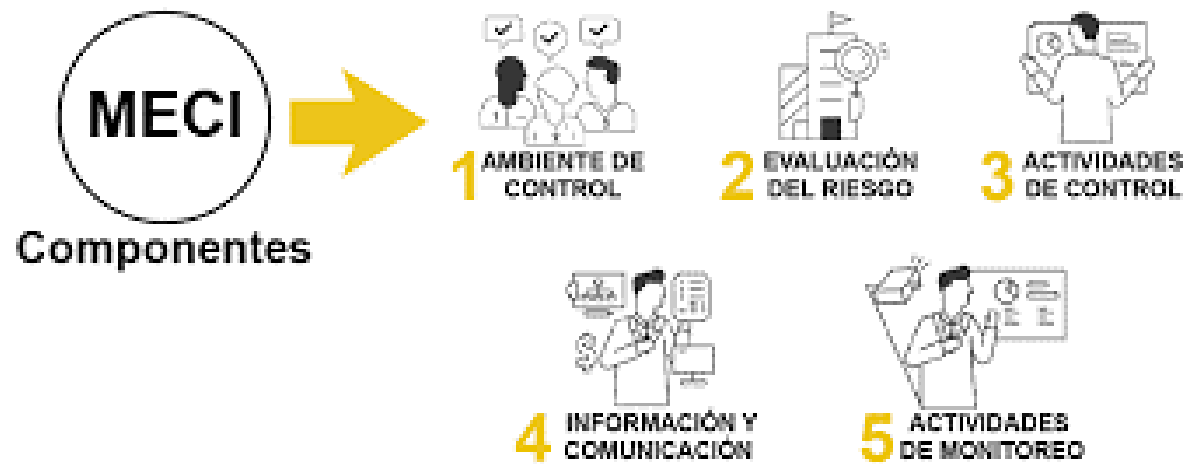 MECI
Componentes
1 AMBIENTE DE
CONTROL
2 EVALUACIÓN
DEL RIESGO
3 ACTIVIDADES
DE CONTROL
4 INFORMACIÓN Y
COMUNICACIÓN
5 ACTIVIDADES
DE MONITOREO